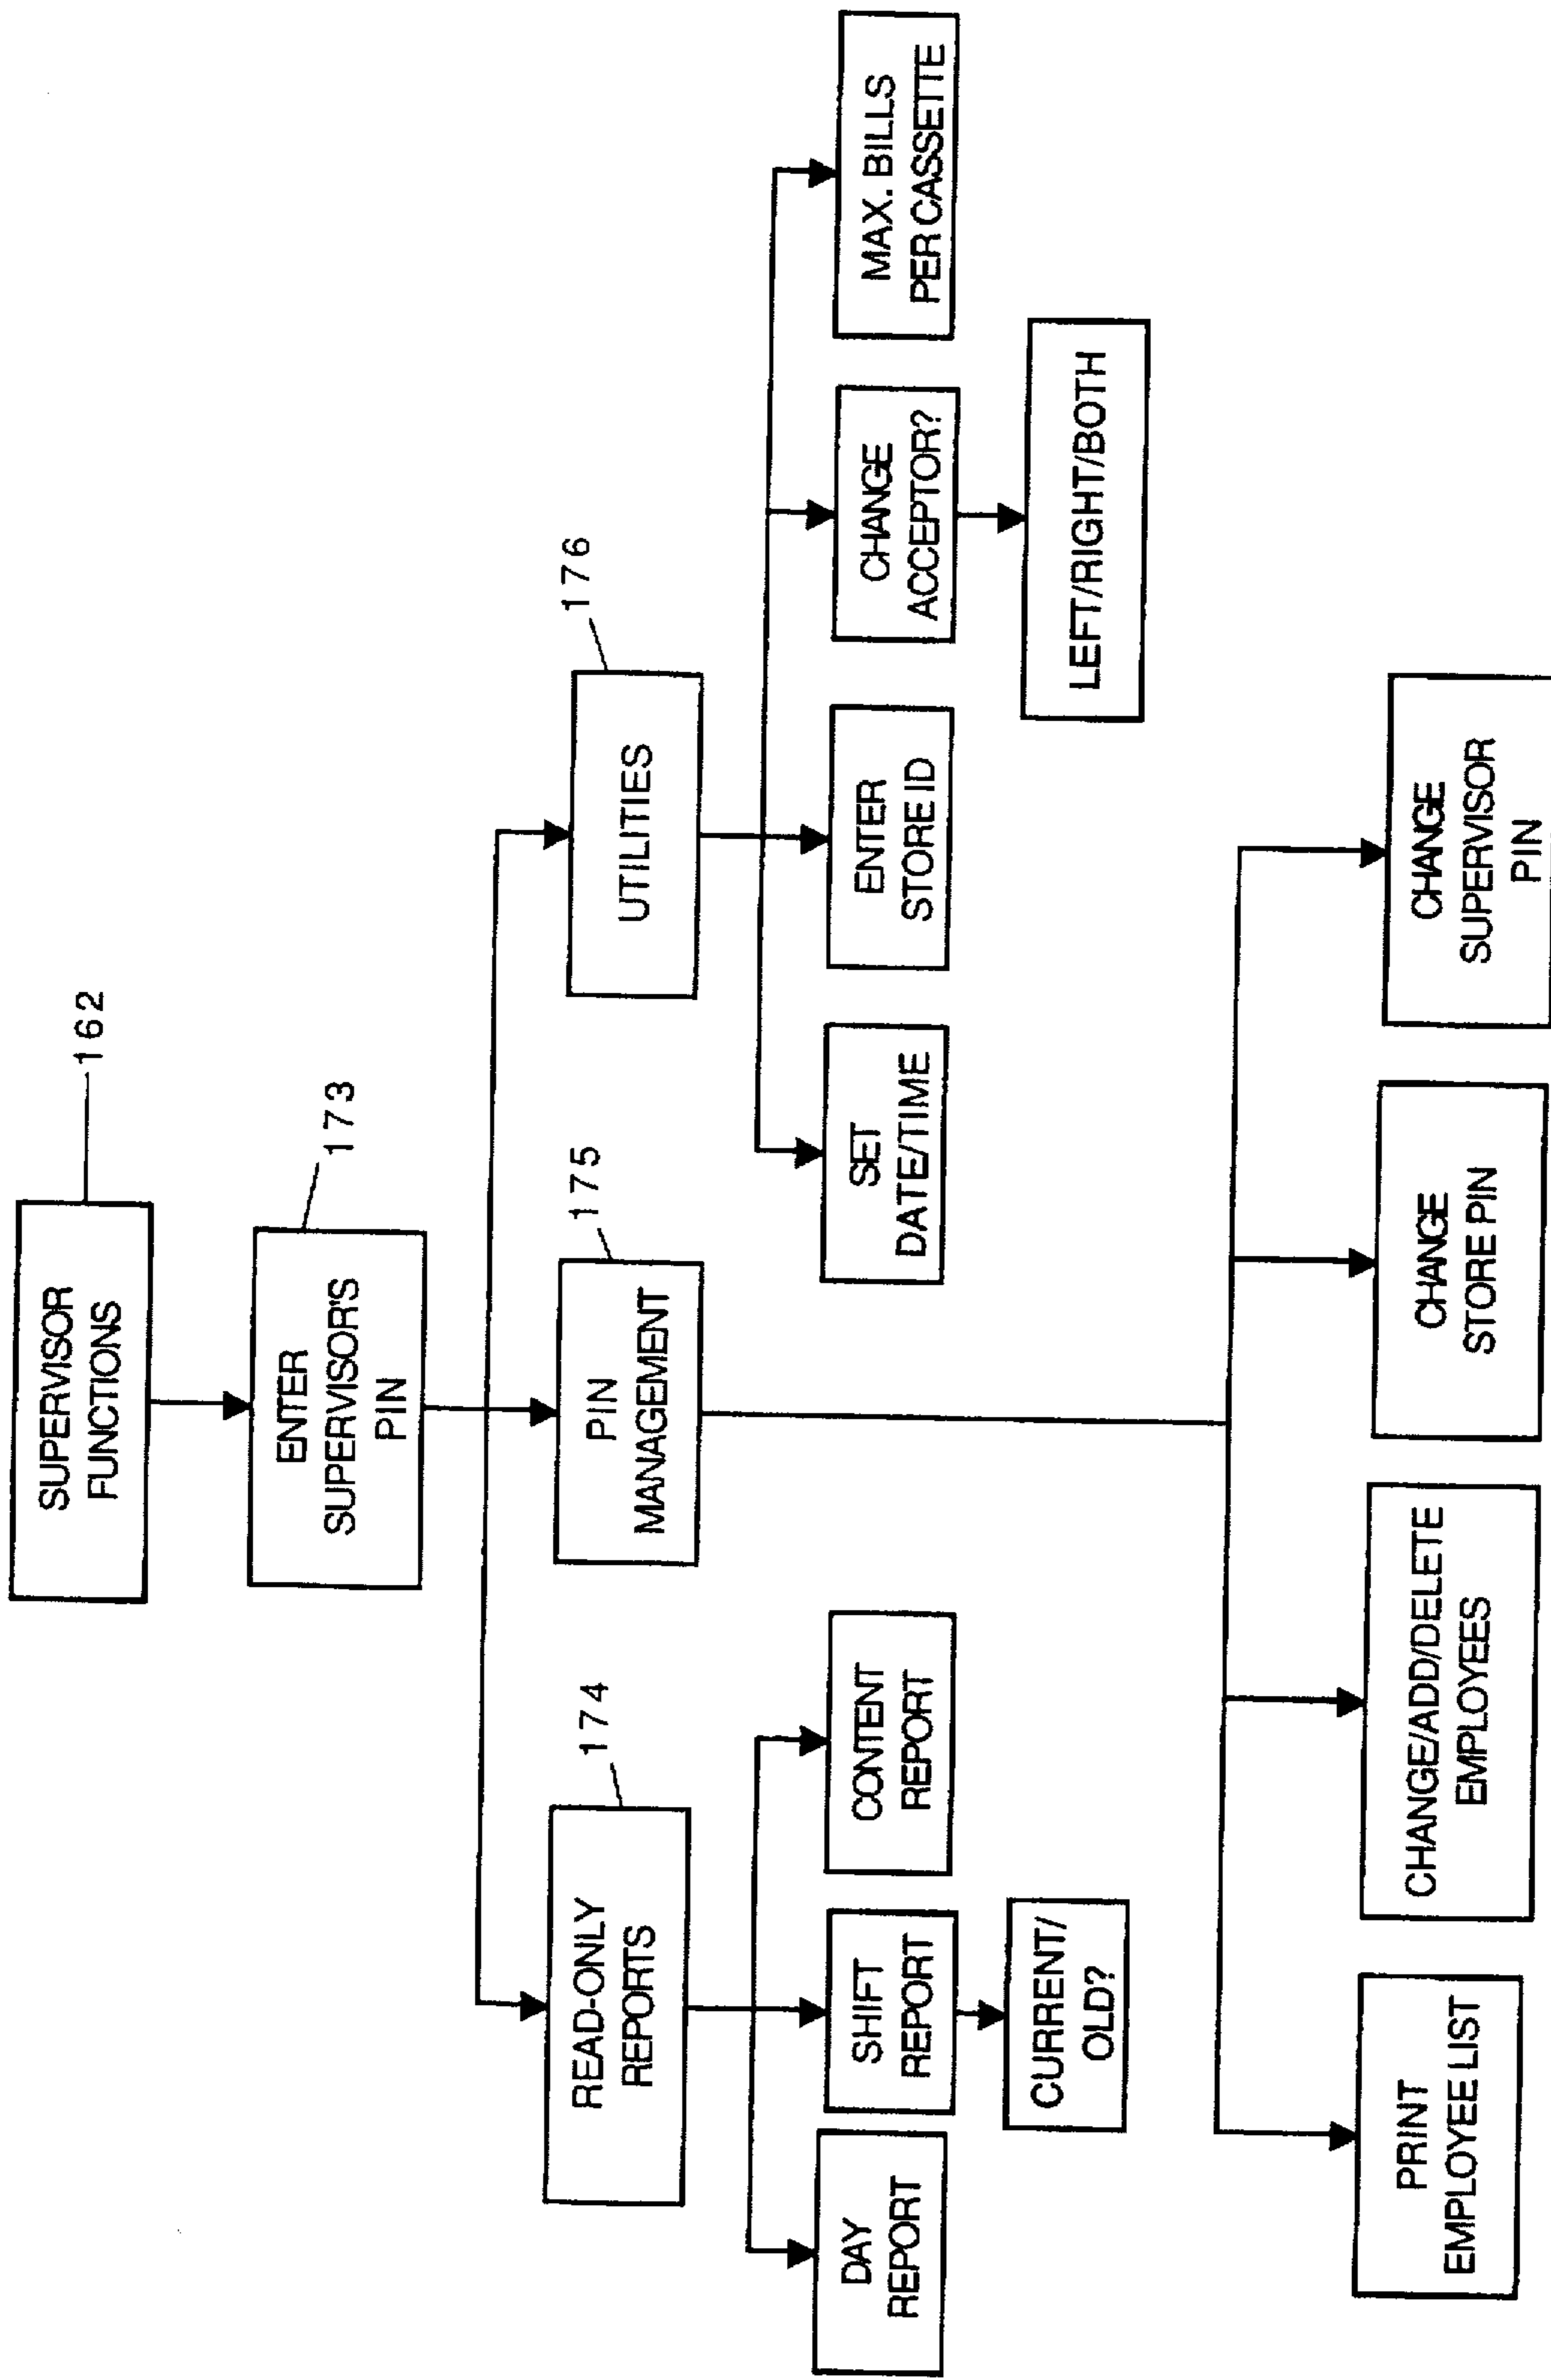 SUPERVISOR
FUNCTIONS
162
ENTER
SUPERVISOR'S
PIN
173
READ-ONLY
REPORTS
174
PIN
MANAGEMENT
175
UTILITIES
176
DAY
REPORT
SHIFT
REPORT
CONTENT
REPORT
SET
DATE/TIME
ENTER
STORE ID
CHANGE
ACCEPTOR?
MAX. BILLS
PER CASSETTE
CURRENT/
OLD?
LEFT/RIGHT/BOTH
PRINT
EMPLOYEE LIST
CHANGE/ADD/DELETE
EMPLOYEES
CHANGE
STORE PIN
CHANGE
SUPERVISOR
PIN